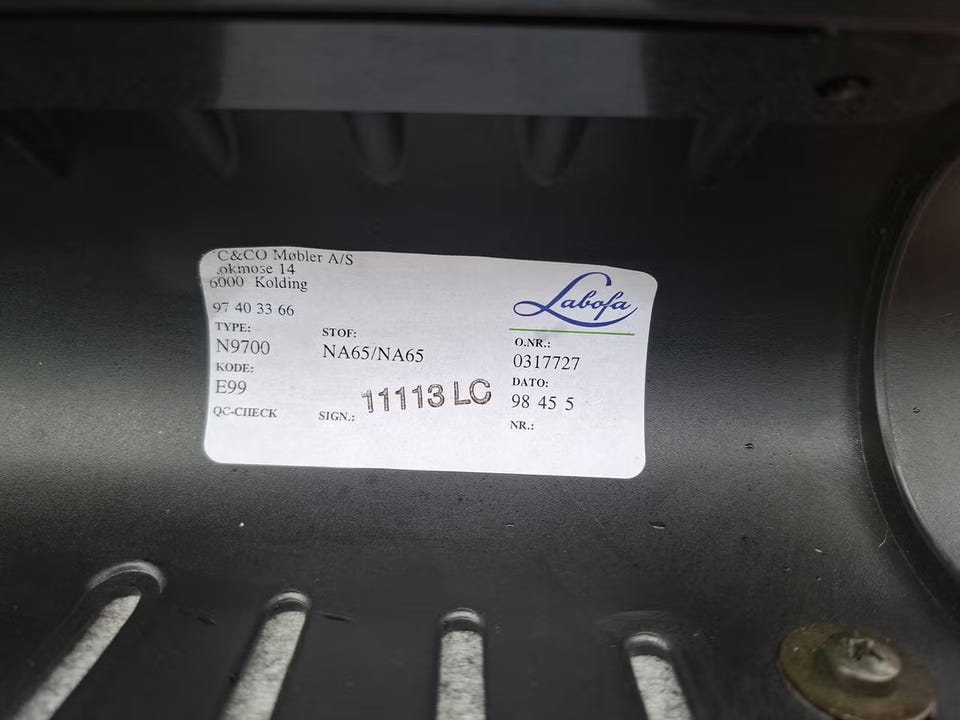 C&CO Møbler A/S
okmose 14
6000 Kolding
97 40 33 66
TYPE:
N9700
KODE:
E99
QC-CHECK
STOF:
NA65/NA65
SIGN.:
11113 LC
Labofa
O.NR.:
0317727
DATO:
98 45 5
NR.: